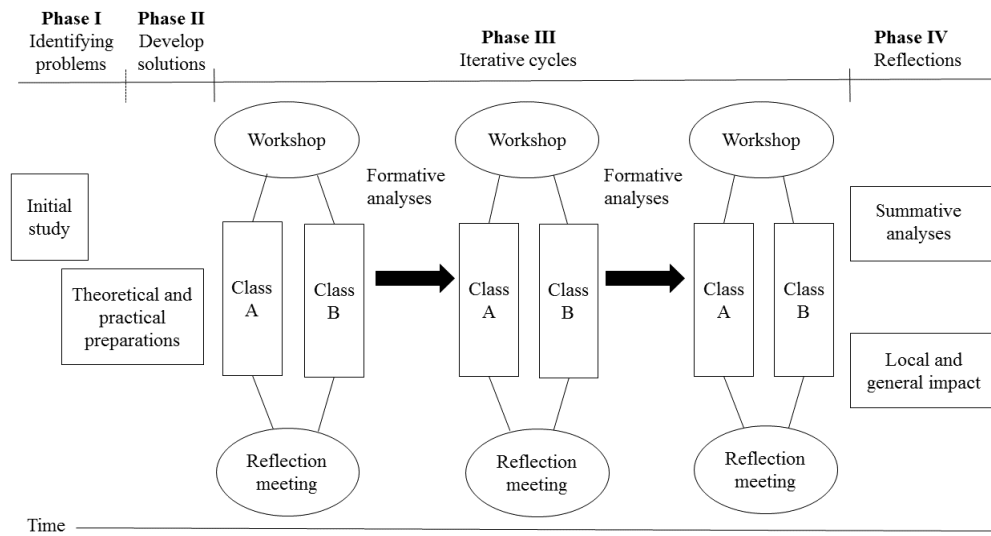 Phase I
Identifying
problems
Phase II
Develop
solutions
Phase III
Iterative cycles
Phase IV
Reflections
Initial
study
Theoretical and
practical
preparations
Workshop
Class
A
Class
B
Reflection
meeting
Formative
analyses
Workshop
Class
A
Class
B
Reflection
meeting
Formative
analyses
Workshop
Class
A
Class
B
Reflection
meeting
Summative
analyses
Local and
general impact
Time